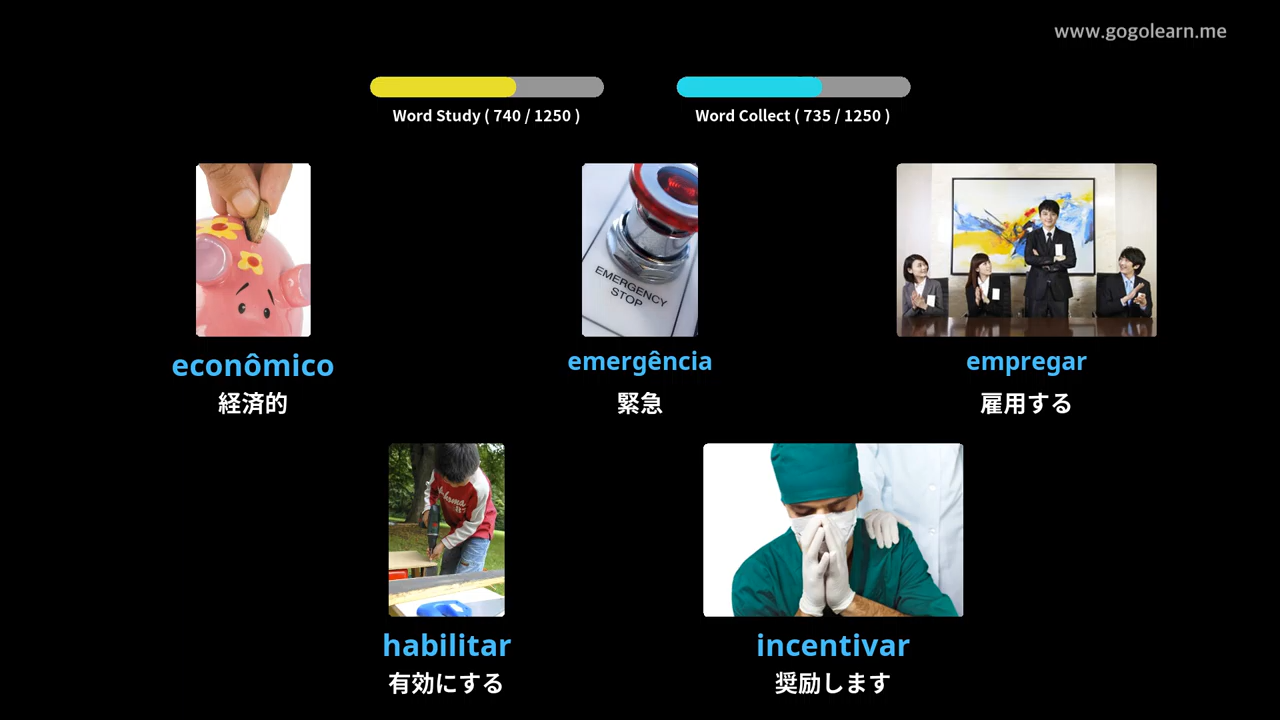 www.gogolearn.me
Word Study ( 740 / 1250 )
Word Collect ( 735 / 1250 )
EMERGENCY
STOP
econômico
emergência
empregar
経済的
緊急
雇用する
habilitar
incentivar
有効にする
奨励します